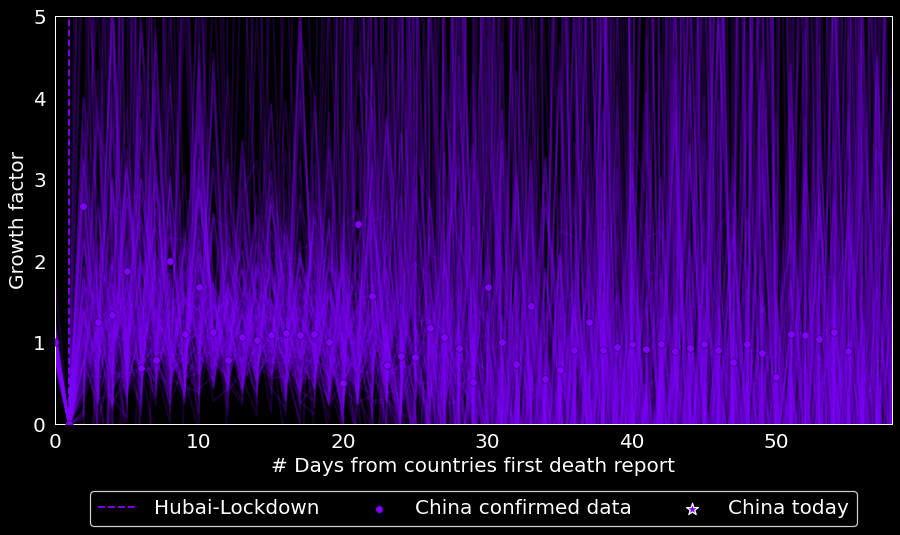 5
4
3
2
1
0
Growth factor
0 10 20 30 40 50
# Days from countries first death report
Hubai-Lockdown China confirmed data China today